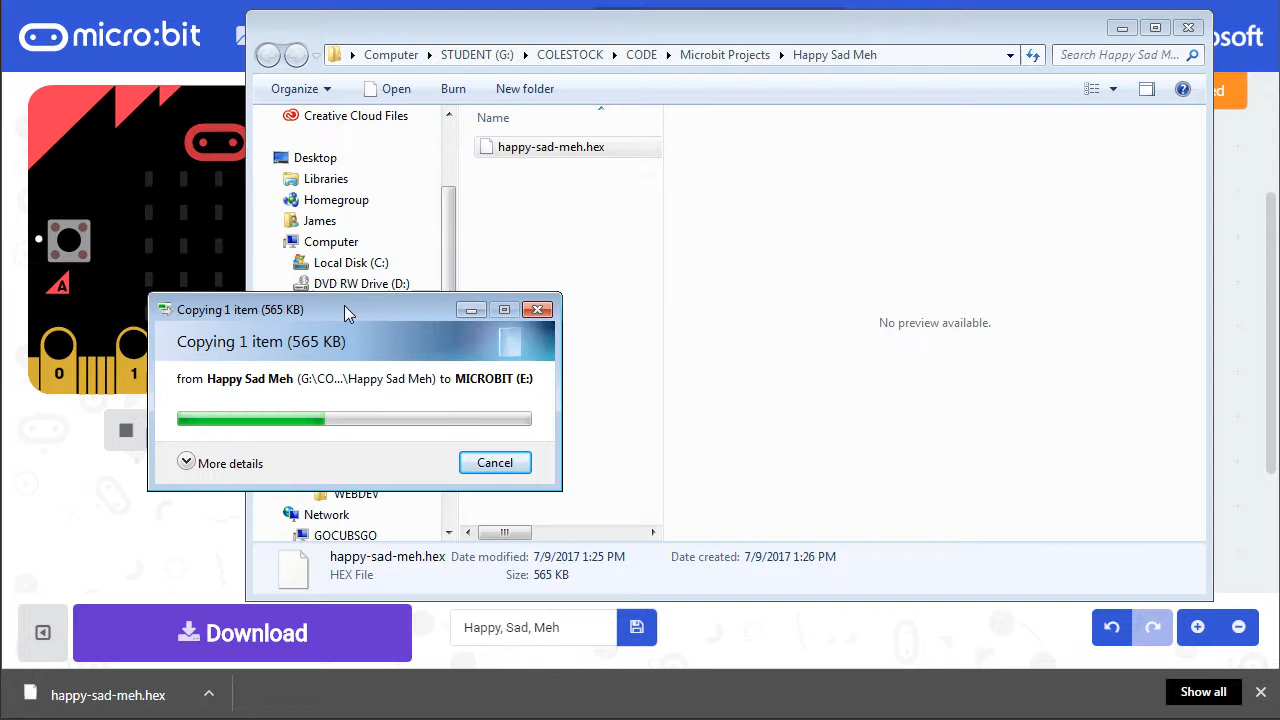 micro:bit
osoft
Computer STUDENT (G:) COLESTOCK CODE Microbit Projects Happy Sad Meh
Search Happy Sad M...
Organize Open Burn New folder
ed
Creative Cloud Files
Desktop
Libraries
Homegroup
James
Computer
Local Disk (C:)
DVD RW Drive (D:)
Name
happy-sad-meh.hex
No preview available.
A
0
1
Copying 1 item (565 KB)
Copying 1 item (565 KB)
from Happy Sad Meh (G:\CO...\Happy Sad Meh) to MICROBIT (E:)
More details
Cancel
WEBDEV
Network
GOCUBSGO
happy-sad-meh.hex Date modified: 7/9/2017 1:25 PM Date created: 7/9/2017 1:26 PM
HEX File Size: 565 KB
Download
Happy, Sad, Meh
happy-sad-meh.hex
Show all